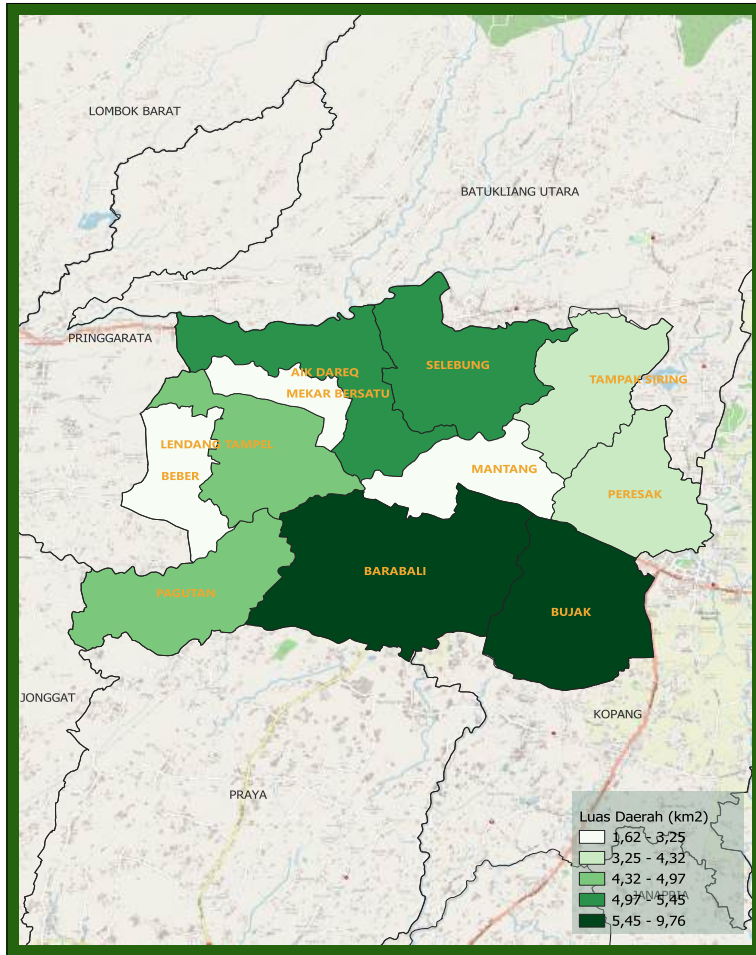 LOMBOK BARAT
BATUKLIANG UTARA
PRINGGARATA
SELEBUNG
AIK DAREQ
TAMPAK SIRING
MEKAR BERSATU
LENDANG TAMPEL
MANTANG
BEBER
PERESAK
BARABALI
PAGUTAN
BUJAK
JONGGAT
KOPANG
PRAYA
Luas Daerah (km2)
1,62 - 3,25
3,25 - 4,32
4,32 - 4,97
JANAPRIA
4,97 - 5,45
5,45 - 9,76